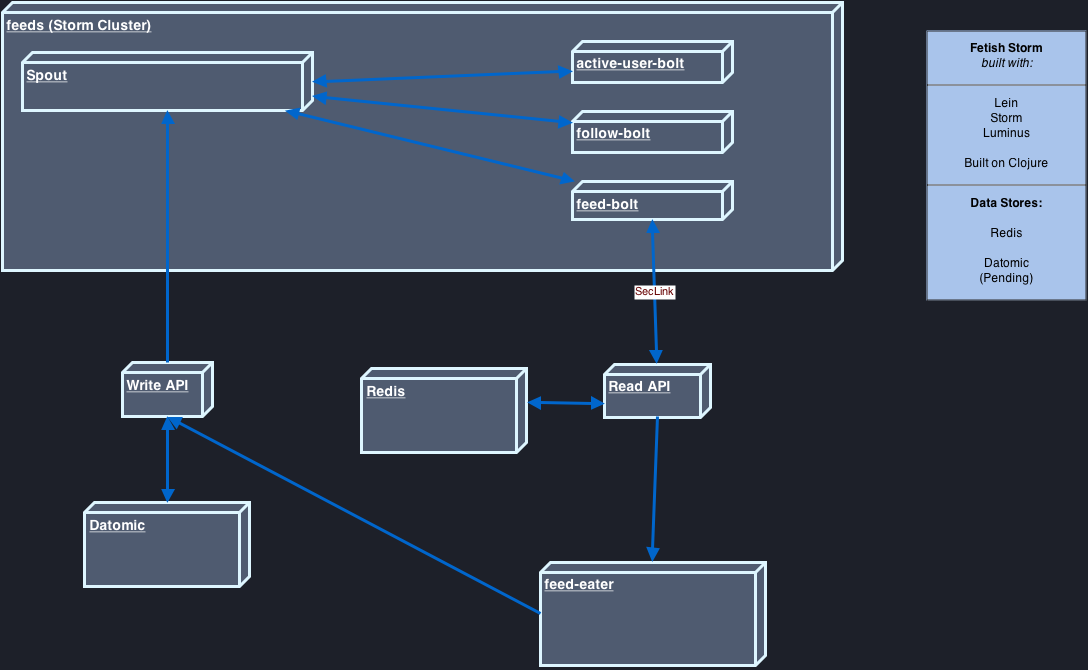 feeds (Storm Cluster)
Spout
active-user-bolt
follow-bolt
feed-bolt
SecLink
Write API
Redis
Read API
Datomic
feed-eater
Fetish Storm
built with:
Lein
Storm
Luminus
Built on Clojure
Data Stores:
Redis
Datomic
(Pending)